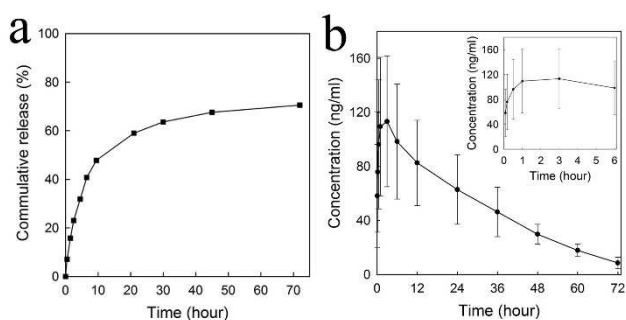 a
Commulative release (%)
100
80
60
40
20
0
0 10 20 30 40 50 60 70
Time (hour)
b
Concentration (ng/ml)
160
120
80
40
0
0 12 24 36 48 60 72
Time (hour)
Concentration (ng/ml)
160
120
80
40
0
0 1 2 3 4 5 6
Time (hour)